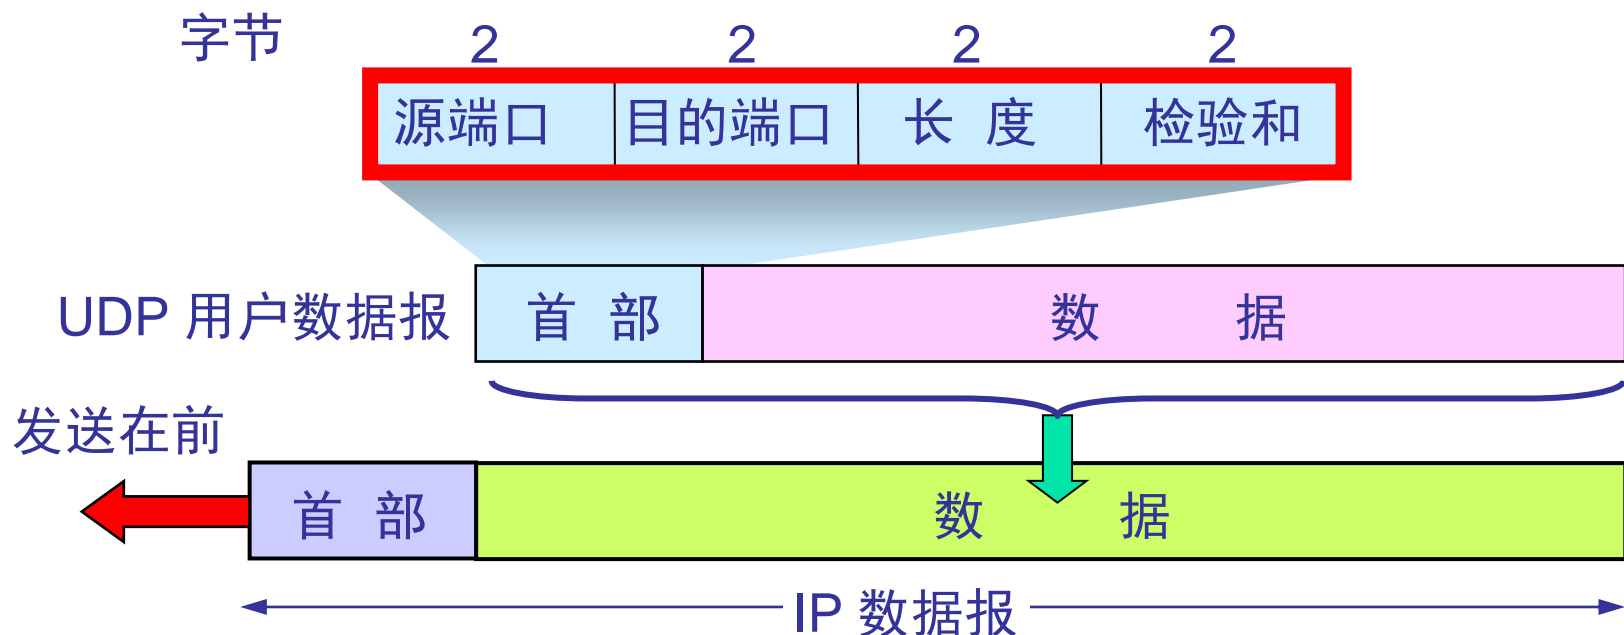 字节 2 2 2 2
源端口 目的端口 长 度 检验和
UDP 用户数据报 首 部 数 据
发送在前
首 部 数 据
IP 数据报